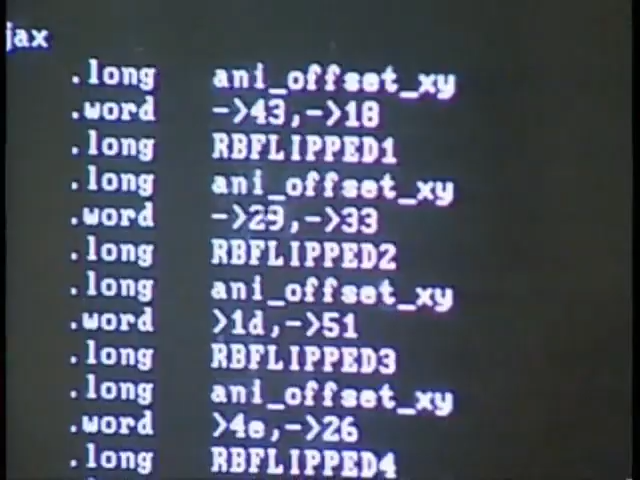 jax
.long ani_offset_xy
.word ->43,->18
.long RBFLIPPED1
.long ani_offset_xy
.word ->29,->33
.long RBFLIPPED2
.long ani_offset_xy
.word >1d,->51
.long RBFLIPPED3
.long ani_offset_xy
.word >4e,->26
.long RBFLIPPED4